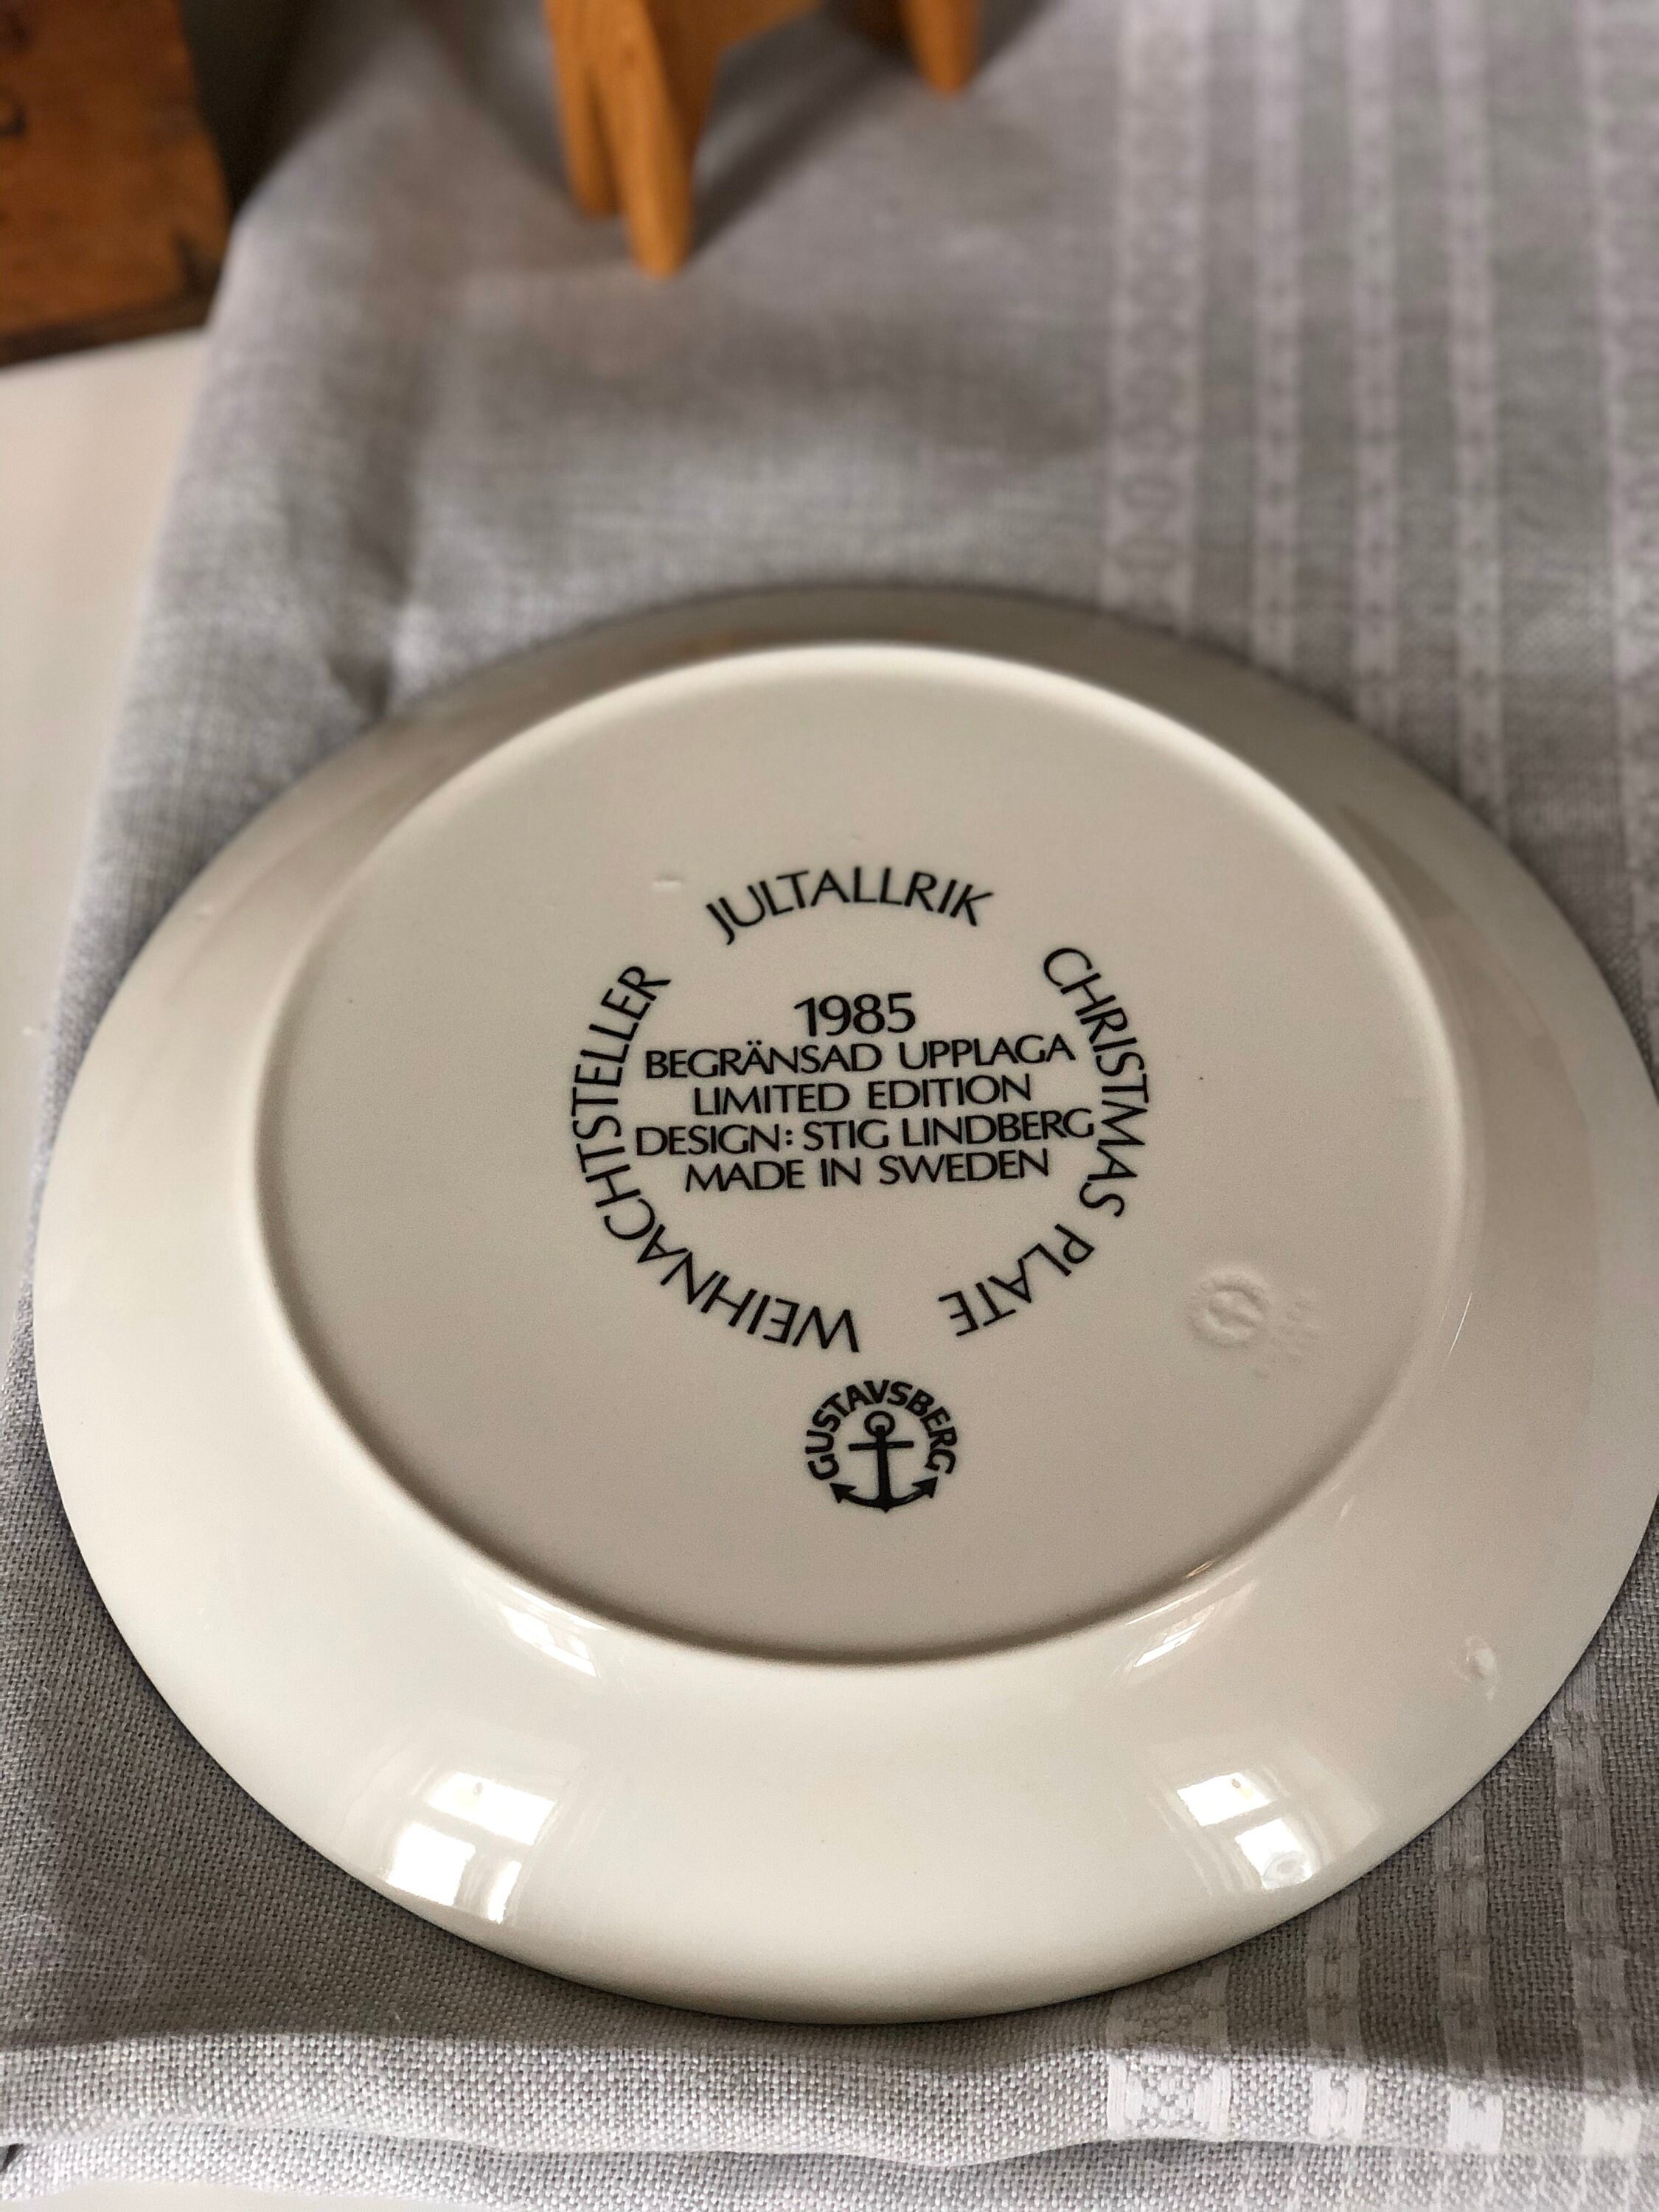 JULTALLRIK
CHRISTMAS PLATE
WEIHNACHTSTELLER
1985
BEGRÄNSAD UPPLAGA
LIMITED EDITION
DESIGN: STIG LINDBERG
MADE IN SWEDEN
GUSTAVSBERG